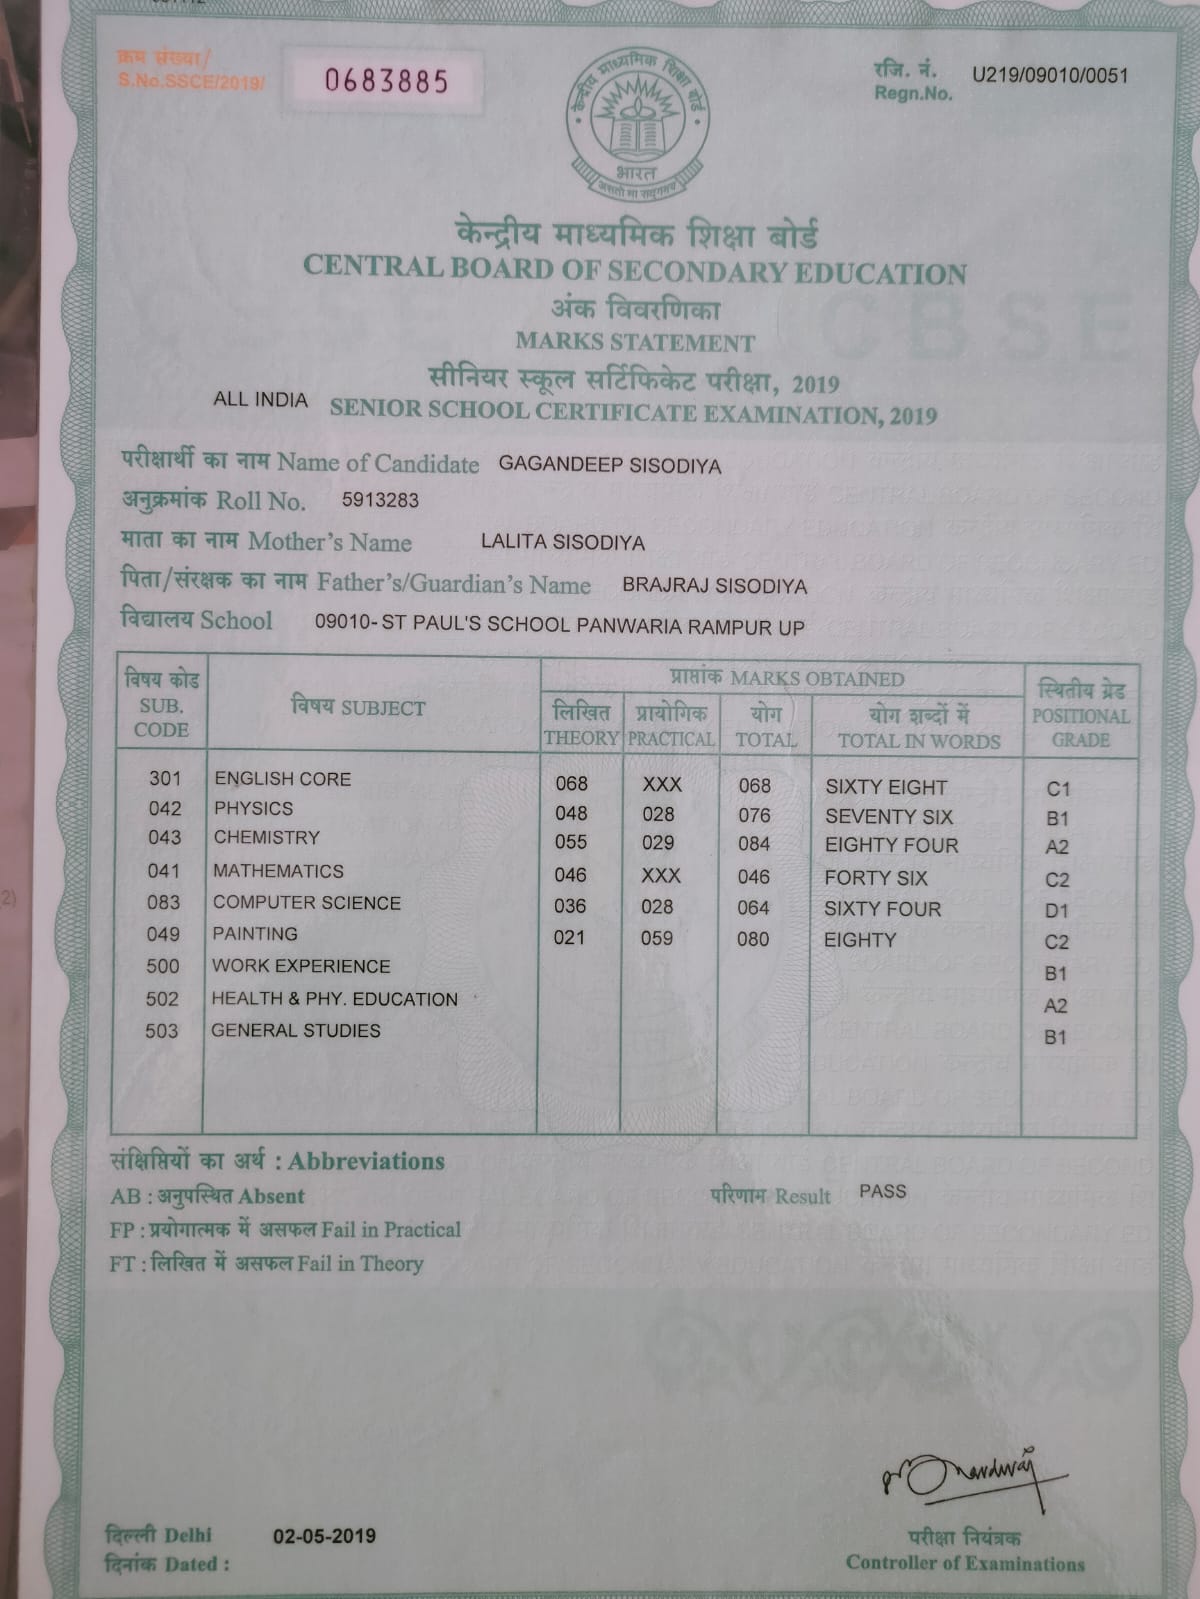 क्रम संख्या/
S.No.SSCE/2019/
0683885
रजि. नं.
Regn.No.
U219/09010/0051
केन्द्रीय माध्यमिक शिक्षा बोर्ड
भारत
असतो मा सद्गमय
केन्द्रीय माध्यमिक शिक्षा बोर्ड
CENTRAL BOARD OF SECONDARY EDUCATION
अंक विवरणिका
CBSE
MARKS STATEMENT
सीनियर स्कूल सर्टिफिकेट परीक्षा, 2019
ALL INDIA SENIOR SCHOOL CERTIFICATE EXAMINATION, 2019
परीक्षार्थी का नाम Name of Candidate GAGANDEEP SISODIYA
अनुक्रमांक Roll No. 5913283
माता का नाम Mother's Name LALITA SISODIYA
पिता/संरक्षक का नाम Father's/Guardian's Name BRAJRAJ SISODIYA
विद्यालय School 09010- ST PAUL'S SCHOOL PANWARIA RAMPUR UP
विषय कोड
SUB.
CODE
विषय SUBJECT
प्राप्तांक MARKS OBTAINED
लिखित
THEORY
प्रायोगिक
PRACTICAL
योग
TOTAL
योग शब्दों में
TOTAL IN WORDS
स्थितीय ग्रेड
POSITIONAL
GRADE
301 ENGLISH CORE 068 XXX 068 SIXTY EIGHT C1
042 PHYSICS 048 028 076 SEVENTY SIX B1
043 CHEMISTRY 055 029 084 EIGHTY FOUR A2
041 MATHEMATICS 046 XXX 046 FORTY SIX C2
083 COMPUTER SCIENCE 036 028 064 SIXTY FOUR D1
049 PAINTING 021 059 080 EIGHTY C2
500 WORK EXPERIENCE B1
502 HEALTH & PHY. EDUCATION A2
503 GENERAL STUDIES B1
संक्षिप्तियों का अर्थ : Abbreviations
AB : अनुपस्थित Absent
परिणाम Result PASS
FP : प्रयोगात्मक में असफल Fail in Practical
FT : लिखित में असफल Fail in Theory
दिल्ली Delhi
दिनांक Dated :
02-05-2019
परीक्षा नियंत्रक
Controller of Examinations